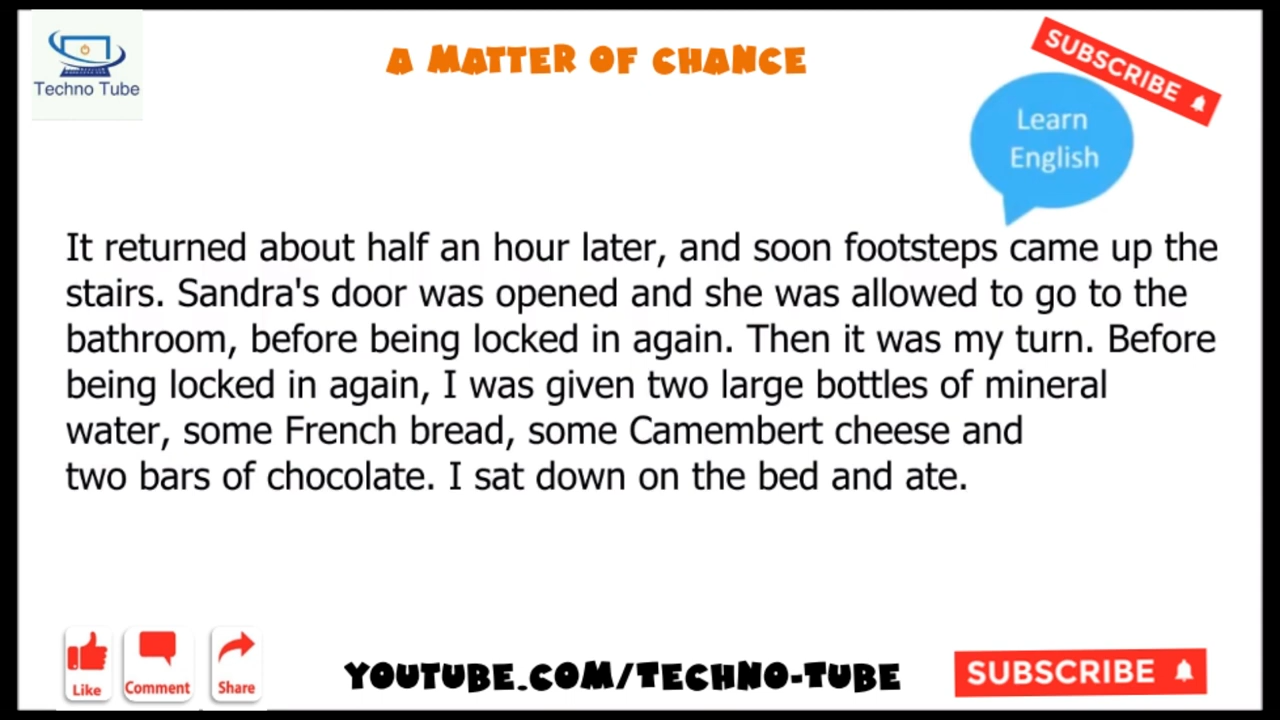 Techno Tube
A MATTER OF CHANCE
SUBSCRIBE
Learn
English
It returned about half an hour later, and soon footsteps came up the
stairs. Sandra's door was opened and she was allowed to go to the
bathroom, before being locked in again. Then it was my turn. Before
being locked in again, I was given two large bottles of mineral
water, some French bread, some Camembert cheese and
two bars of chocolate. I sat down on the bed and ate.
Like
Comment
Share
YOUTUBE.COM/TECHNO-TUBE
SUBSCRIBE